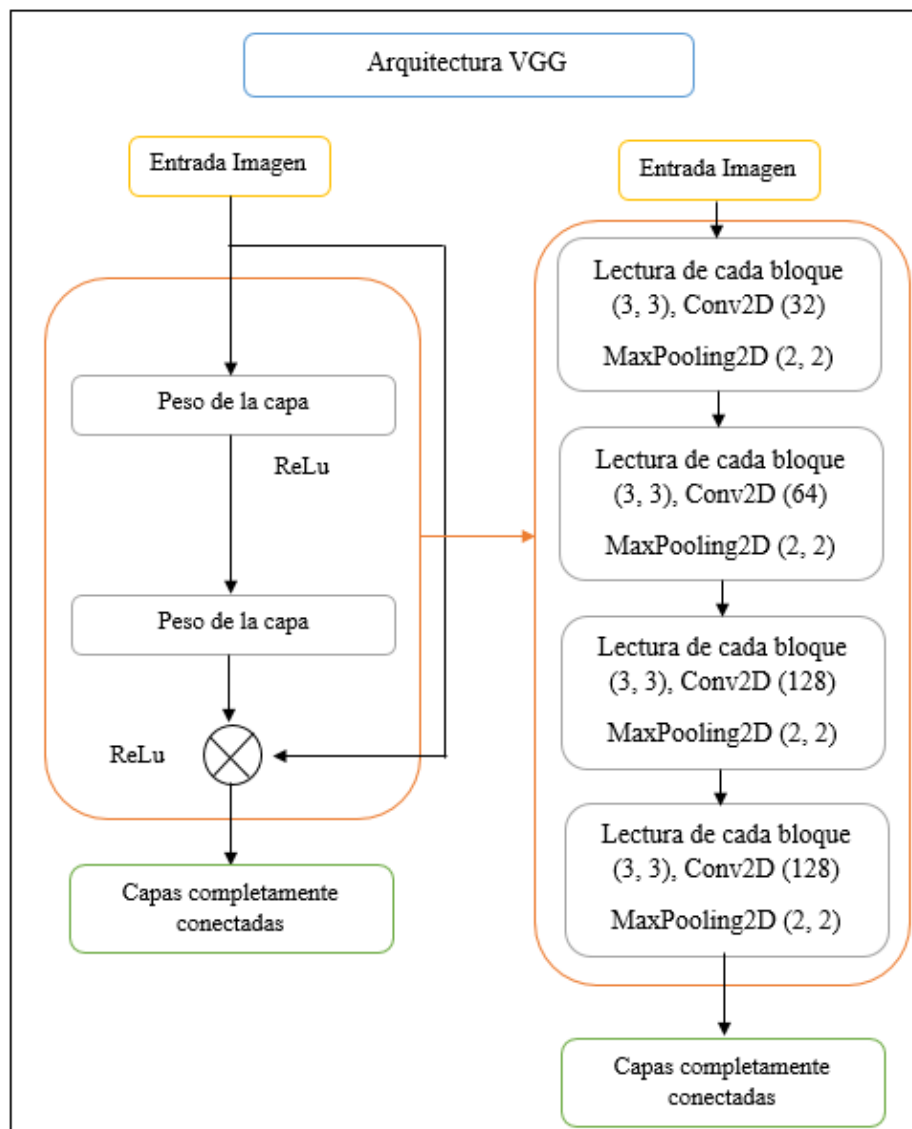 Arquitectura VGG
Entrada Imagen
Peso de la capa
ReLu
Peso de la capa
ReLu
Capas completamente
conectadas
Entrada Imagen
Lectura de cada bloque
(3, 3), Conv2D (32)
MaxPooling2D (2, 2)
Lectura de cada bloque
(3, 3), Conv2D (64)
MaxPooling2D (2, 2)
Lectura de cada bloque
(3, 3), Conv2D (128)
MaxPooling2D (2, 2)
Lectura de cada bloque
(3, 3), Conv2D (128)
MaxPooling2D (2, 2)
Capas completamente
conectadas